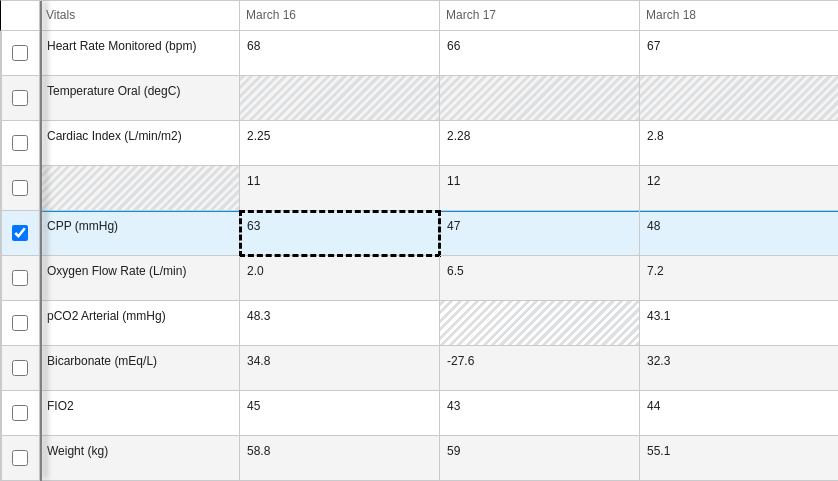 Vitals March 16 March 17 March 18
Heart Rate Monitored (bpm) 68 66 67
Temperature Oral (degC)
Cardiac Index (L/min/m2) 2.25 2.28 2.8
11 11 12
CPP (mmHg) 63 47 48
Oxygen Flow Rate (L/min) 2.0 6.5 7.2
pCO2 Arterial (mmHg) 48.3 43.1
Bicarbonate (mEq/L) 34.8 -27.6 32.3
FIO2 45 43 44
Weight (kg) 58.8 59 55.1